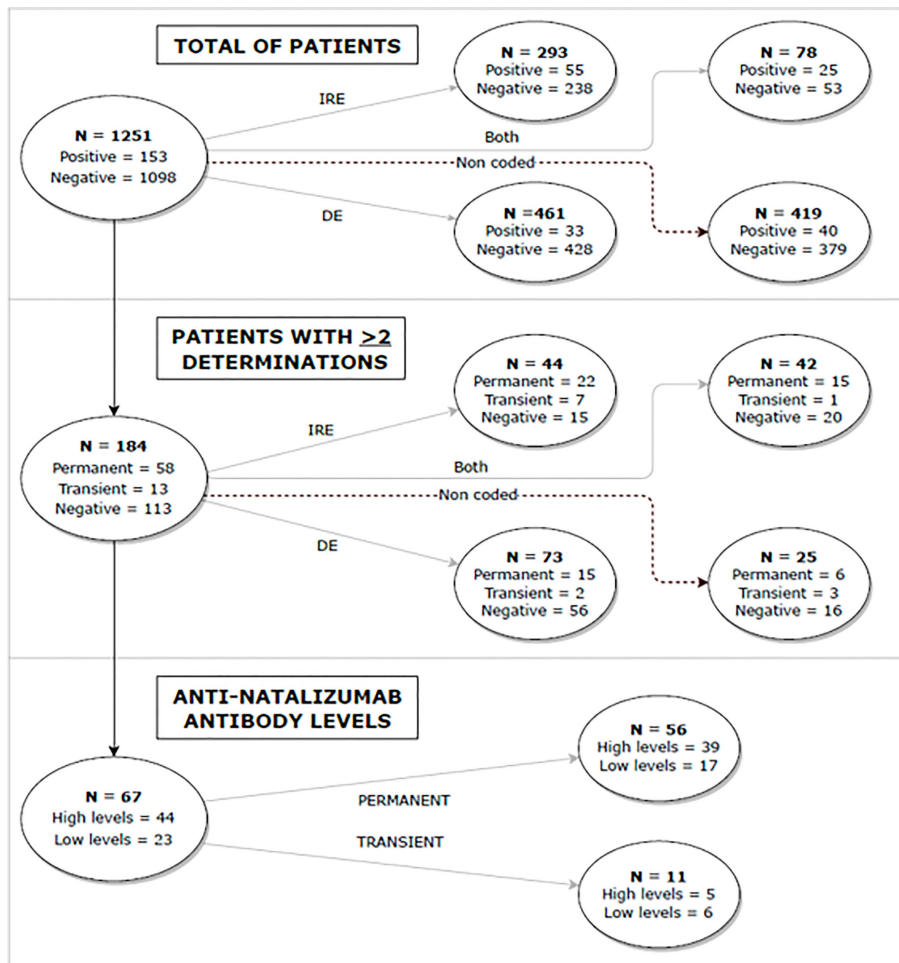 TOTAL OF PATIENTS
N = 1251
Positive = 153
Negative = 1098
IRE
Both
Non coded
DE
N = 293
Positive = 55
Negative = 238
N = 78
Positive = 25
Negative = 53
N =461
Positive = 33
Negative = 428
N = 419
Positive = 40
Negative = 379
PATIENTS WITH >2
DETERMINATIONS
N = 184
Permanent = 58
Transient = 13
Negative = 113
IRE
Both
Non coded
DE
N = 44
Permanent = 22
Transient = 7
Negative = 15
N = 42
Permanent = 15
Transient = 1
Negative = 20
N = 73
Permanent = 15
Transient = 2
Negative = 56
N = 25
Permanent = 6
Transient = 3
Negative = 16
ANTI-NATALIZUMAB
ANTIBODY LEVELS
N = 67
High levels = 44
Low levels = 23
PERMANENT
TRANSIENT
N = 56
High levels = 39
Low levels = 17
N = 11
High levels = 5
Low levels = 6